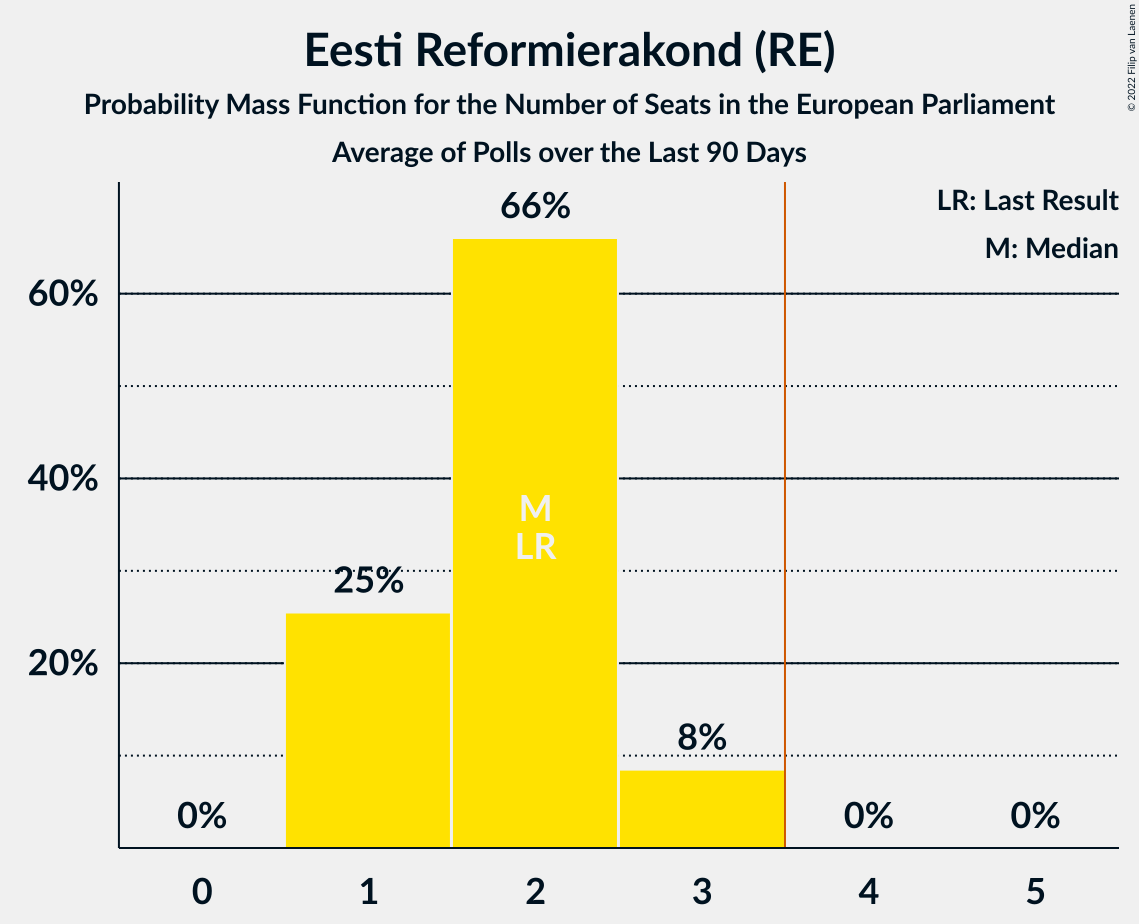 Eesti Reformierakond (RE)
Probability Mass Function for the Number of Seats in the European Parliament
Average of Polls over the Last 90 Days
© 2022 Filip van Laenen
LR: Last Result
M: Median
66%
60%
40%
M
LR
25%
20%
8%
0%
0%
0%
0 1 2 3 4 5